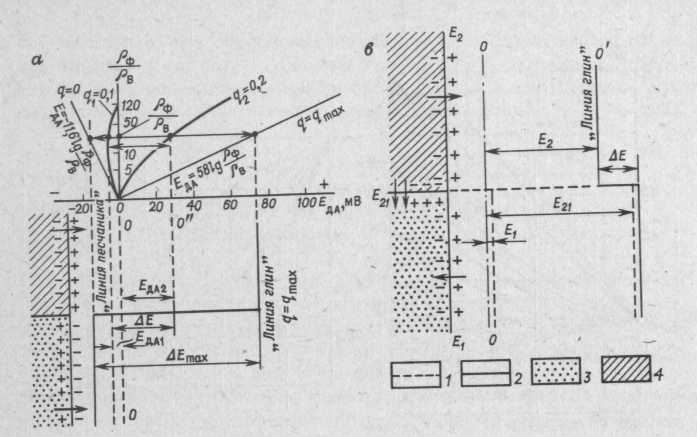 а
ρф
ρв
q=0
q₁=0,1
q₂=0,2
q=qmax
120
50
10
5
ρф
ρв
Eда=-11,6lg ρф/ρв
Eда=58lg ρф/ρв
-
+
-20 0 20 40 60 80 100 Eда, мВ
0
0"
„Линия песчаника"
„Линия глин"
q=qmax
Eда2
ΔE
Eда1
ΔEmax
0
в
E₂
0
0'
„Линия глин"
E₂
ΔE
E₂₁
E₂₁
E₁
E₁
0
1
2
3
4